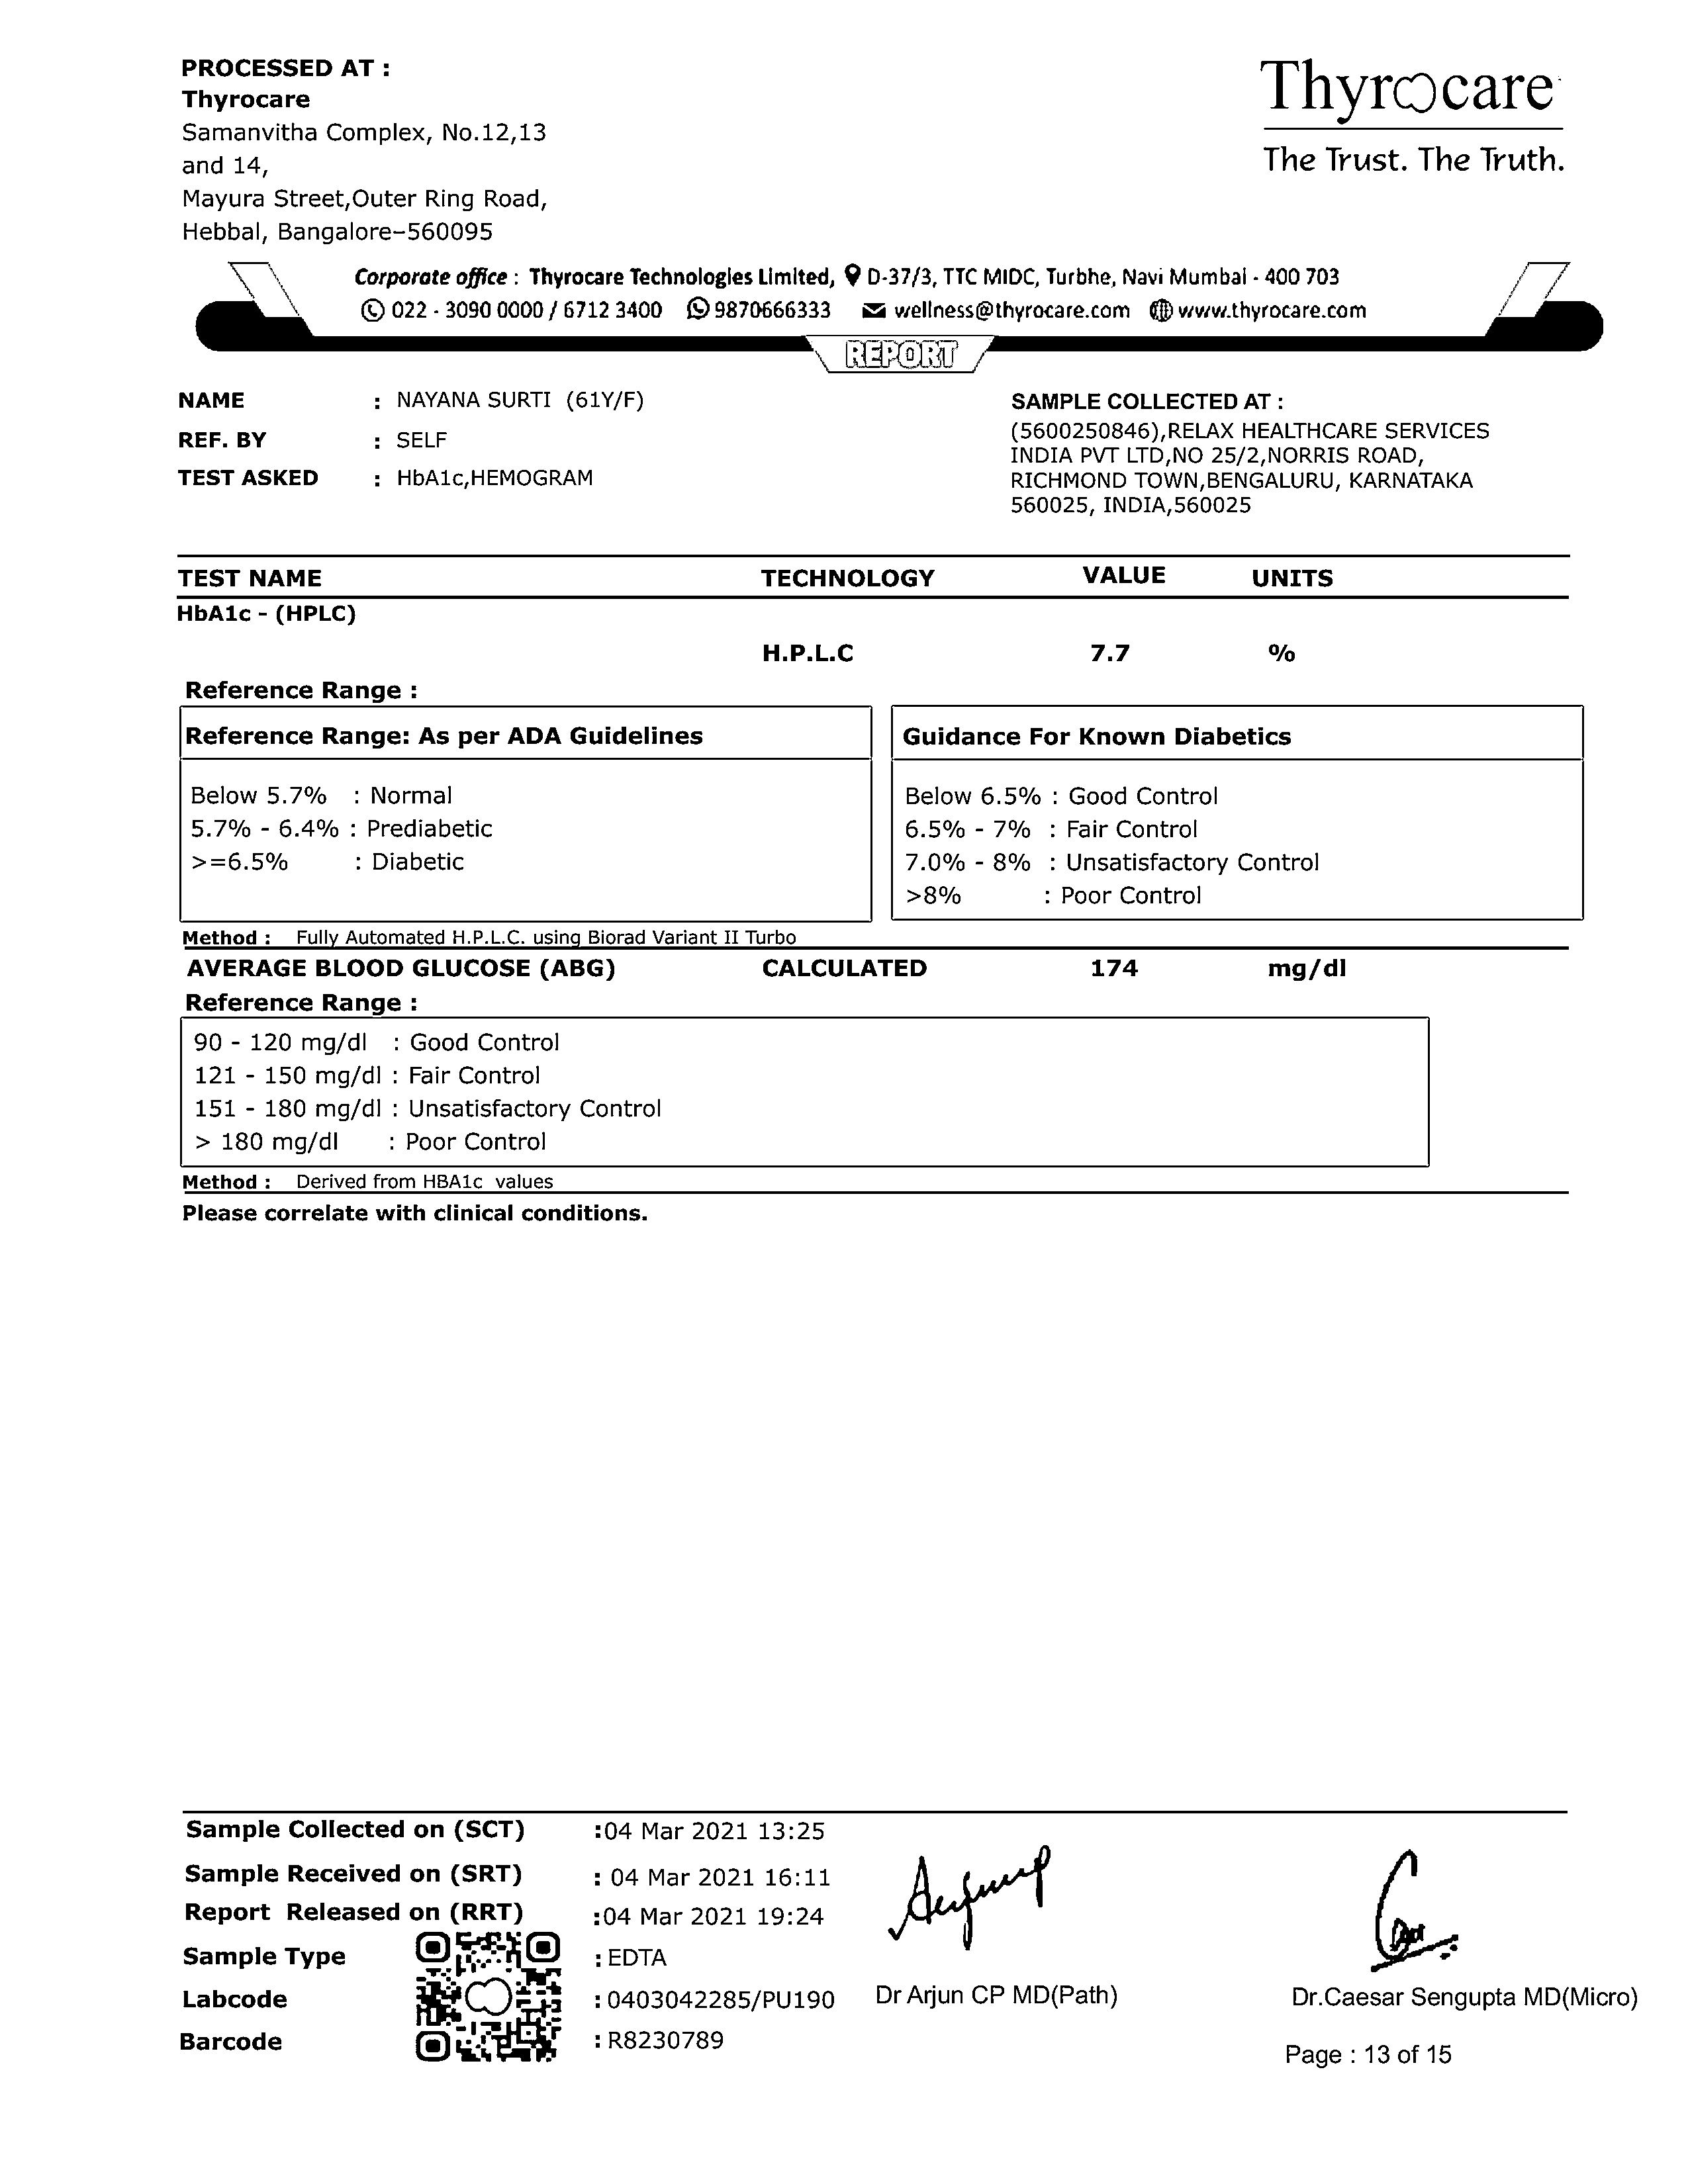 PROCESSED AT :
Thyrocare
Samanvitha Complex, No.12,13
and 14,
Mayura Street,Outer Ring Road,
Hebbal, Bangalore-560095
Thyrocare
The Trust. The Truth.
Corporate office : Thyrocare Technologies Limited, D-37/3, TTC MIDC, Turbhe, Navi Mumbai - 400 703
022 - 3090 0000 / 6712 3400 9870666333 wellness@thyrocare.com www.thyrocare.com
REPORT
NAME : NAYANA SURTI (61Y/F)
REF. BY : SELF
TEST ASKED : HbA1c,HEMOGRAM
SAMPLE COLLECTED AT :
(5600250846),RELAX HEALTHCARE SERVICES
INDIA PVT LTD,NO 25/2,NORRIS ROAD,
RICHMOND TOWN,BENGALURU, KARNATAKA
560025, INDIA,560025
TEST NAME TECHNOLOGY VALUE UNITS
HbA1c - (HPLC)
H.P.L.C 7.7 %
Reference Range :
Reference Range: As per ADA Guidelines
Below 5.7% : Normal
5.7% - 6.4% : Prediabetic
>=6.5% : Diabetic
Guidance For Known Diabetics
Below 6.5% : Good Control
6.5% - 7% : Fair Control
7.0% - 8% : Unsatisfactory Control
>8% : Poor Control
Method : Fully Automated H.P.L.C. using Biorad Variant II Turbo
AVERAGE BLOOD GLUCOSE (ABG) CALCULATED 174 mg/dl
Reference Range :
90 - 120 mg/dl : Good Control
121 - 150 mg/dl : Fair Control
151 - 180 mg/dl : Unsatisfactory Control
> 180 mg/dl : Poor Control
Method : Derived from HBA1c values
Please correlate with clinical conditions.
Sample Collected on (SCT) :04 Mar 2021 13:25
Sample Received on (SRT) : 04 Mar 2021 16:11
Report Released on (RRT) :04 Mar 2021 19:24
Sample Type : EDTA
Labcode : 0403042285/PU190
Barcode : R8230789
Dr Arjun CP MD(Path)
Dr.Caesar Sengupta MD(Micro)
Page : 13 of 15